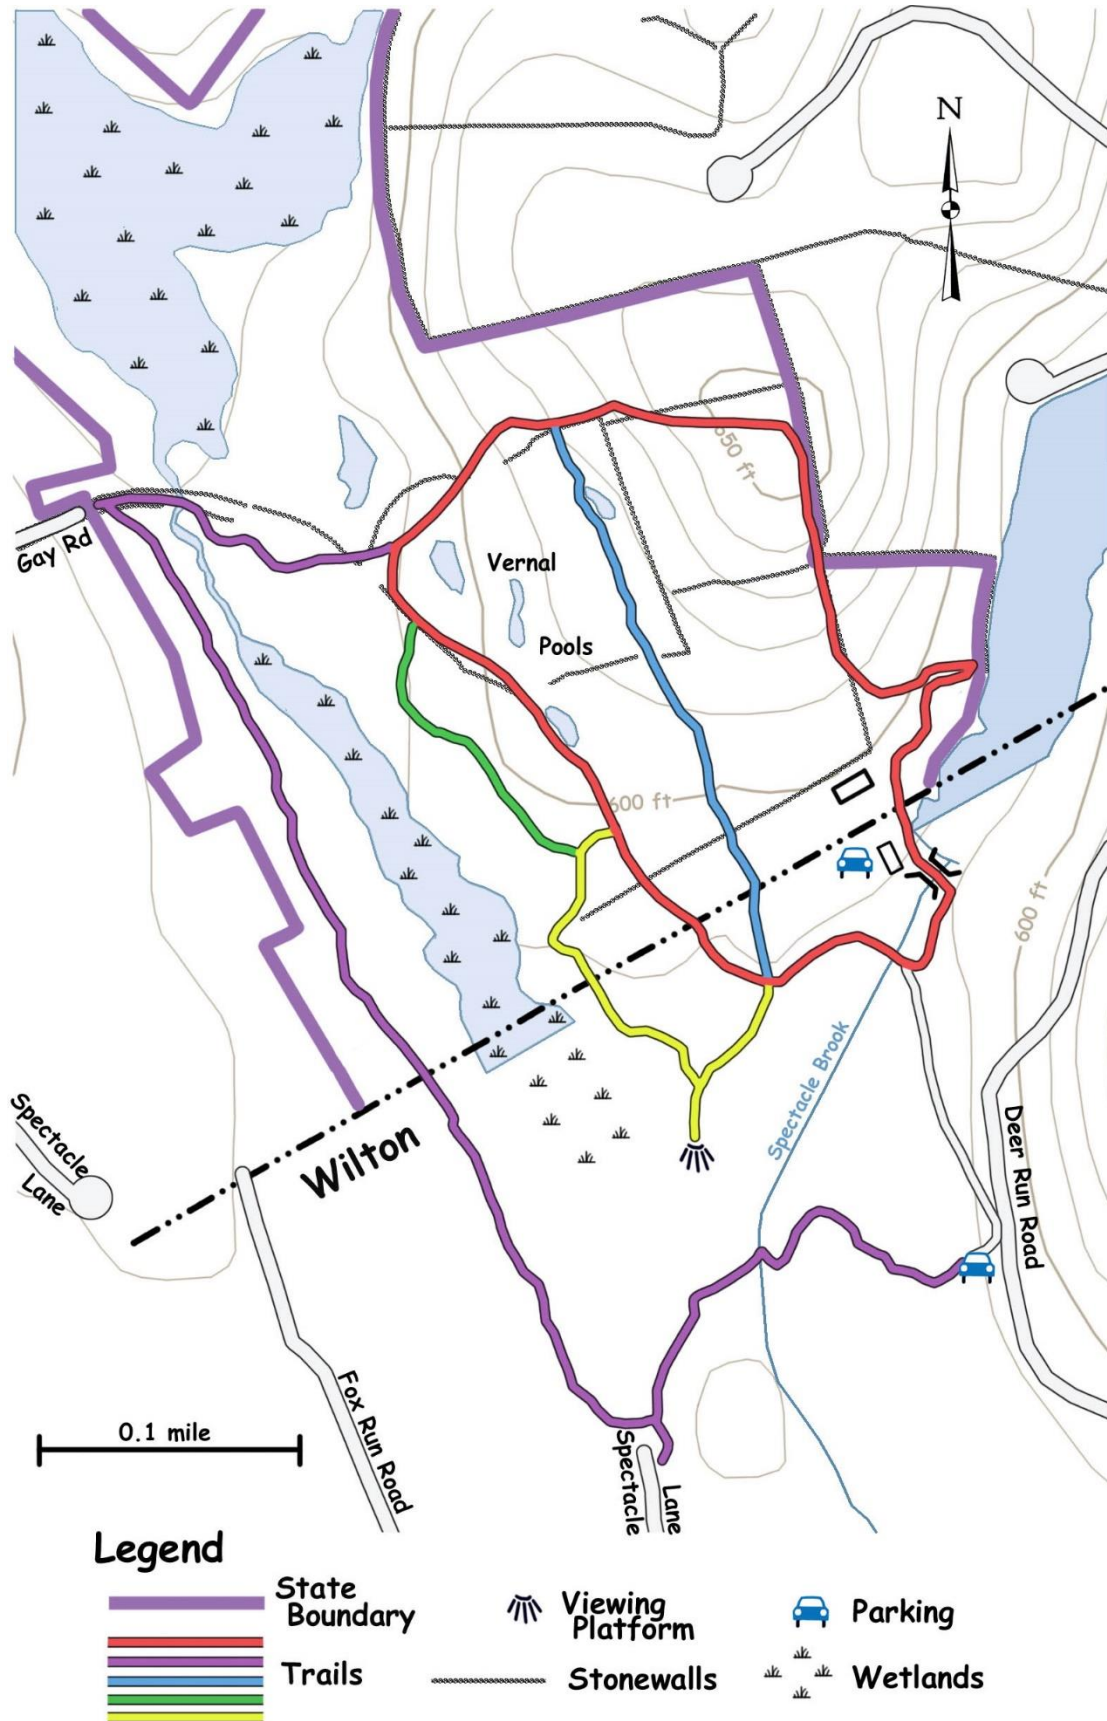 N
650 ft
Gay Rd
Vernal
Pools
600 ft
600 ft
Spectacle Brook
Spectacle
Lane
Wilton
Deer Run Road
Fox Run Road
0.1 mile
Spectacle
Lane
Legend
State
Boundary
Trails
Viewing
Platform
Stonewalls
Parking
Wetlands